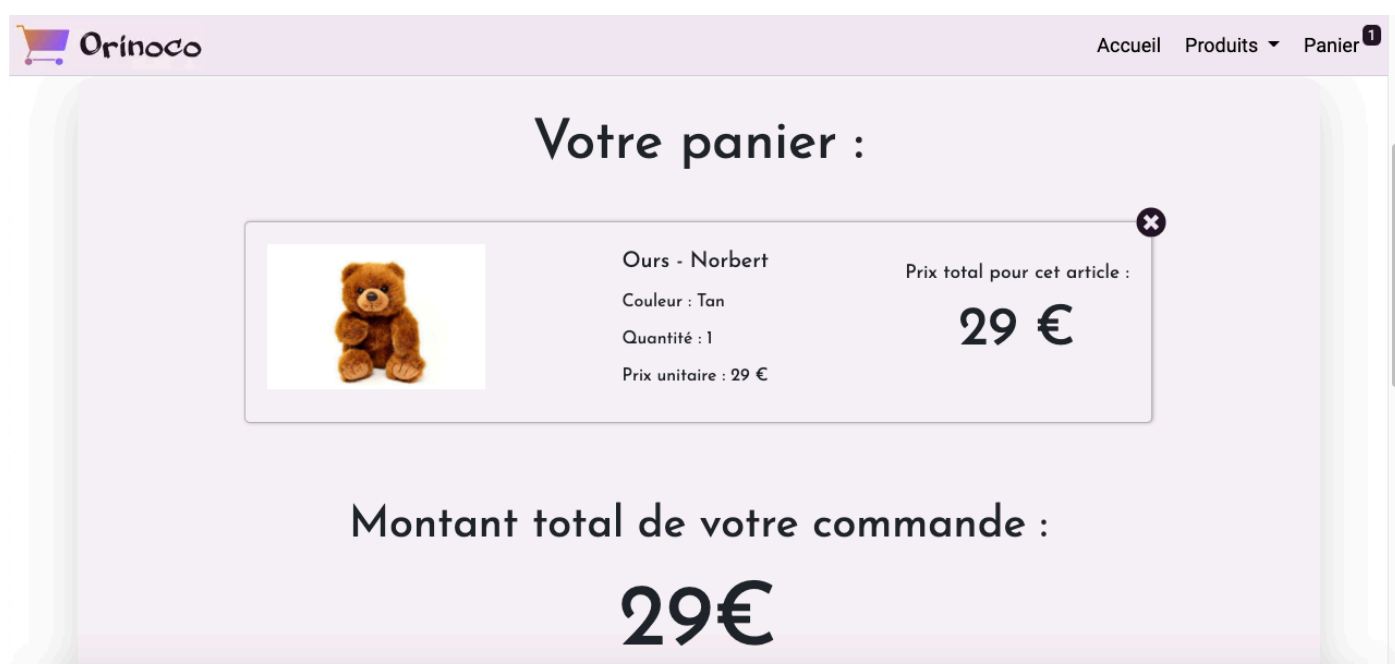 Orinoco
Accueil Produits Panier 1
Votre panier :
Ours - Norbert
Couleur : Tan
Quantité : 1
Prix unitaire : 29 €
Prix total pour cet article :
29 €
Montant total de votre commande :
29€